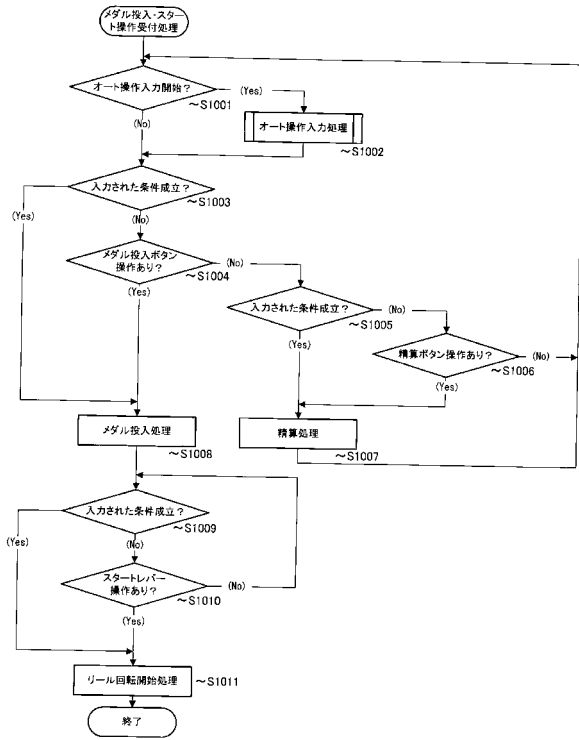 メダル投入・スター
ト操作受付処理
オート操作入力開始？
～S1001
(Yes)
(No)
オート操作入力処理
～S1002
入力された条件成立？
～S1003
(Yes)
(No)
メダル投入ボタン
操作あり？
～S1004
(No)
(Yes)
入力された条件成立？
～S1005
(No)
(Yes)
精算ボタン操作あり？
～S1006
(No)
(Yes)
メダル投入処理
～S1008
精算処理
～S1007
入力された条件成立？
～S1009
(Yes)
(No)
スタートレバー
操作あり？
～S1010
(No)
(Yes)
リール回転開始処理
～S1011
終了